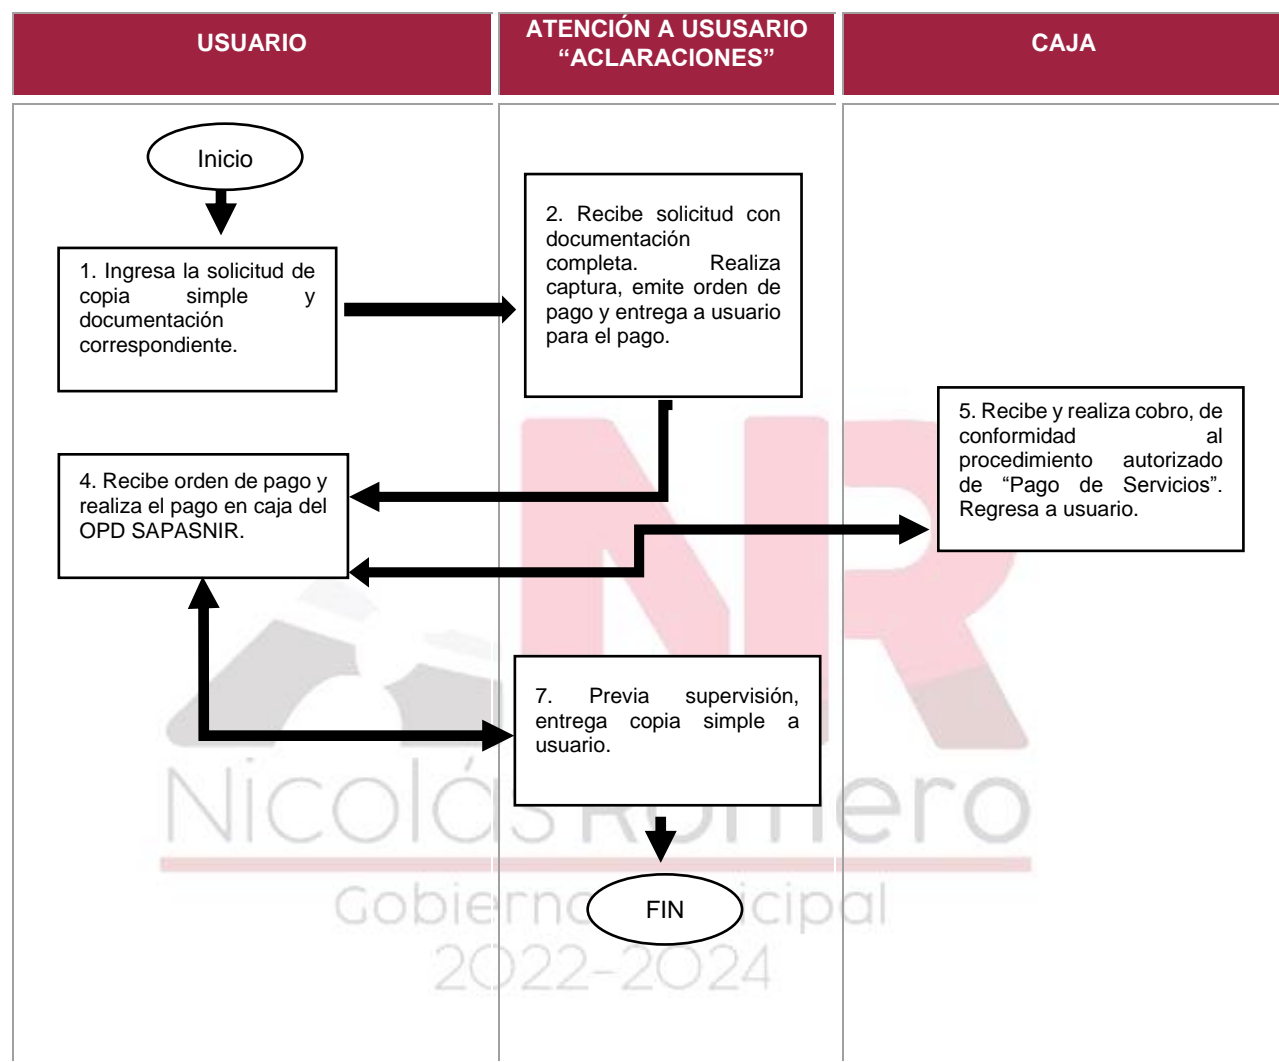 USUARIO
ATENCIÓN A USUSARIO
“ACLARACIONES”
CAJA
Inicio
1. Ingresa la solicitud de
copia simple y
documentación
correspondiente.
2. Recibe solicitud con
documentación
completa. Realiza
captura, emite orden de
pago y entrega a usuario
para el pago.
4. Recibe orden de pago y
realiza el pago en caja del
OPD SAPASNIR.
5. Recibe y realiza cobro, de
conformidad al
procedimiento autorizado
de “Pago de Servicios”.
Regresa a usuario.
7. Previa supervisión,
entrega copia simple a
usuario.
FIN
NR
Nicolás Romero
2022-2024